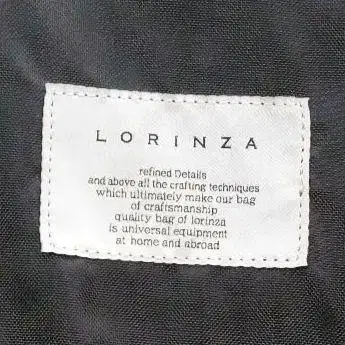 LORINZA
refined Details
and above all the crafting techniques
which ultimately make our bag
of craftsmanship
quality bag of lorinza
is universal equipment
at home and abroad